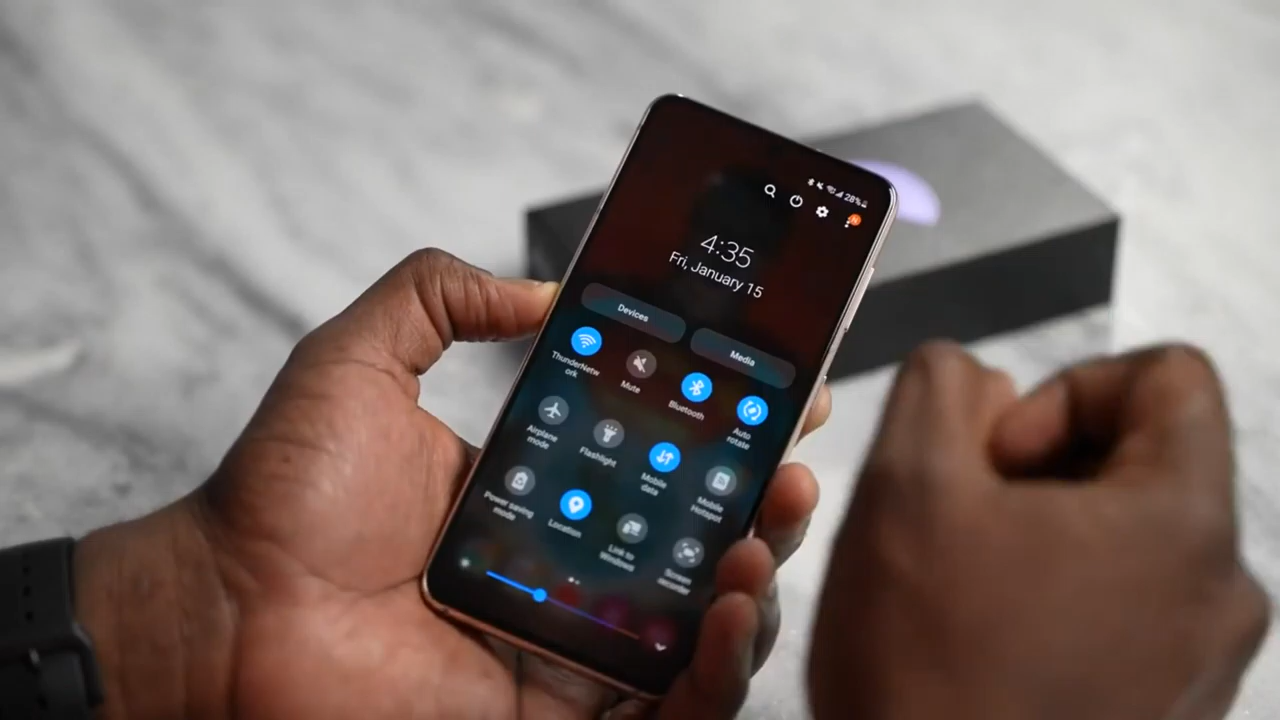 28%
N
4:35
Fri, January 15
Devices
Media
ThunderNetw
ork
Mute
Bluetooth
Auto
rotate
Airplane
mode
Flashlight
Mobile
data
Mobile
Hotspot
Power saving
mode
Location
Link to
Windows
Screen
recorder